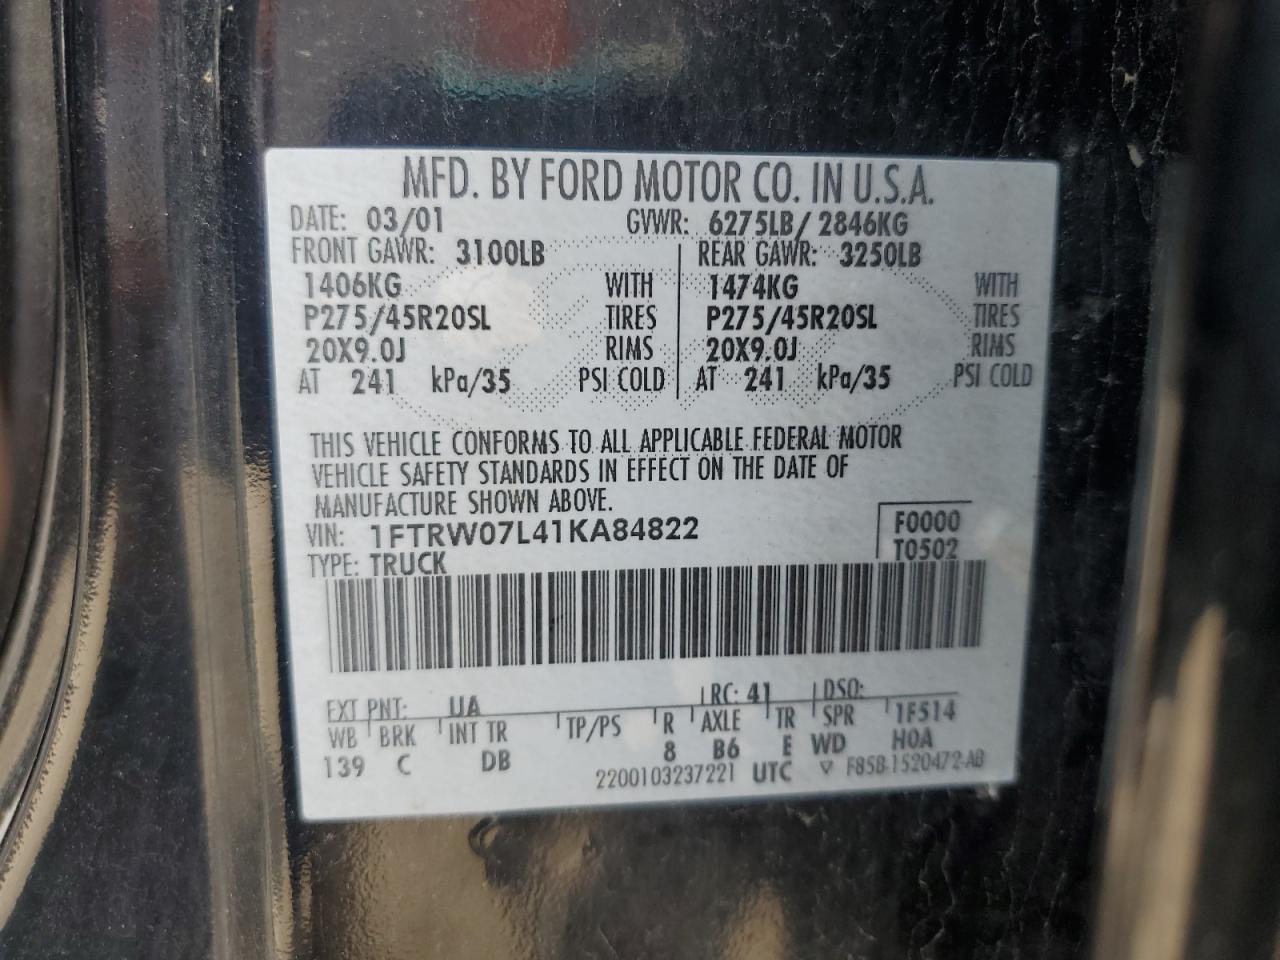 MFD. BY FORD MOTOR CO. IN U.S.A.
DATE: 03/01 GVWR: 6275LB/ 2846KG
FRONT GAWR: 3100LB REAR GAWR: 3250LB
1406KG WITH 1474KG WITH
P275/45R20SL TIRES P275/45R20SL TIRES
20X9.0J RIMS 20X9.0J RIMS
AT 241 kPa/35 PSI COLD AT 241 kPa/35 PSI COLD
THIS VEHICLE CONFORMS TO ALL APPLICABLE FEDERAL MOTOR
VEHICLE SAFETY STANDARDS IN EFFECT ON THE DATE OF
MANUFACTURE SHOWN ABOVE.
VIN: 1FTRW07L41KA84822 F0000
TYPE: TRUCK T0502
EXT PNT: UA RC: 41 DSO:
WB BRK INT TR TP/PS R AXLE TR SPR 1F514
139 C DB 8 B6 E WD H0A
2200103237221 UTC ▽ F85B-1520472-AB